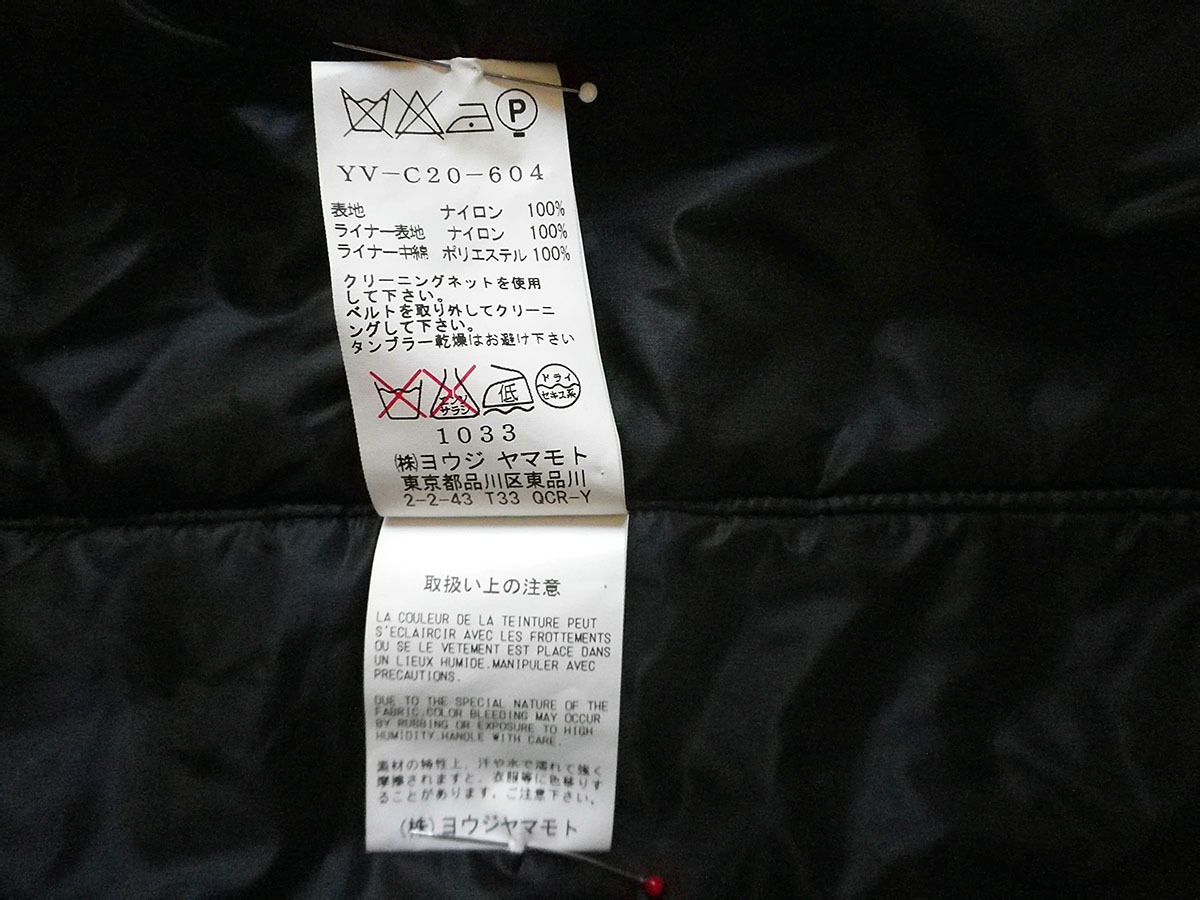 P
YV-C20-604
表地 ナイロン 100%
ライナー表地 ナイロン 100%
ライナー中綿 ポリエステル 100%
クリーニングネットを使用
して下さい。
ベルトを取り外してクリーニ
ングして下さい。
タンブラー乾燥はお避け下さい
エンソ
サラシ
低
ドライ
セキユ系
1033
㈱ヨウジ ヤマモト
東京都品川区東品川
2-2-43 T33 QCR-Y
取扱い上の注意
LA COULEUR DE LA TEINTURE PEUT
S'ECLAIRCIR AVEC LES FROTTEMENTS
OU SE LE VETEMENT EST PLACE DANS
UN LIEUX HUMIDE.MANIPULER AVEC
PRECAUTIONS.
DUE TO THE SPECIAL NATURE OF THE
FABRIC,COLOR BLEEDING MAY OCCUR
BY RUBBING OR EXPOSURE TO HIGH
HUMIDITY.HANDLE WITH CARE.
素材の特性上、汗や水で濡れて強く
摩擦されますと、衣服等に色移りす
ることがあります。ご注意下さい。
(株)ヨウジヤマモト